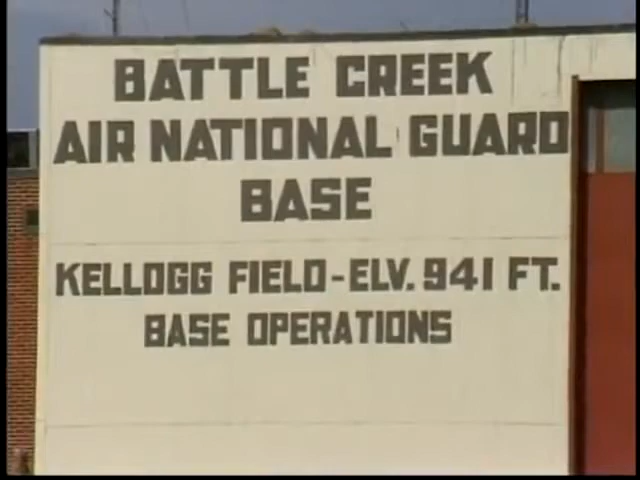 BATTLE CREEK
AIR NATIONAL GUARD
BASE
KELLOGG FIELD-ELV. 941 FT.
BASE OPERATIONS